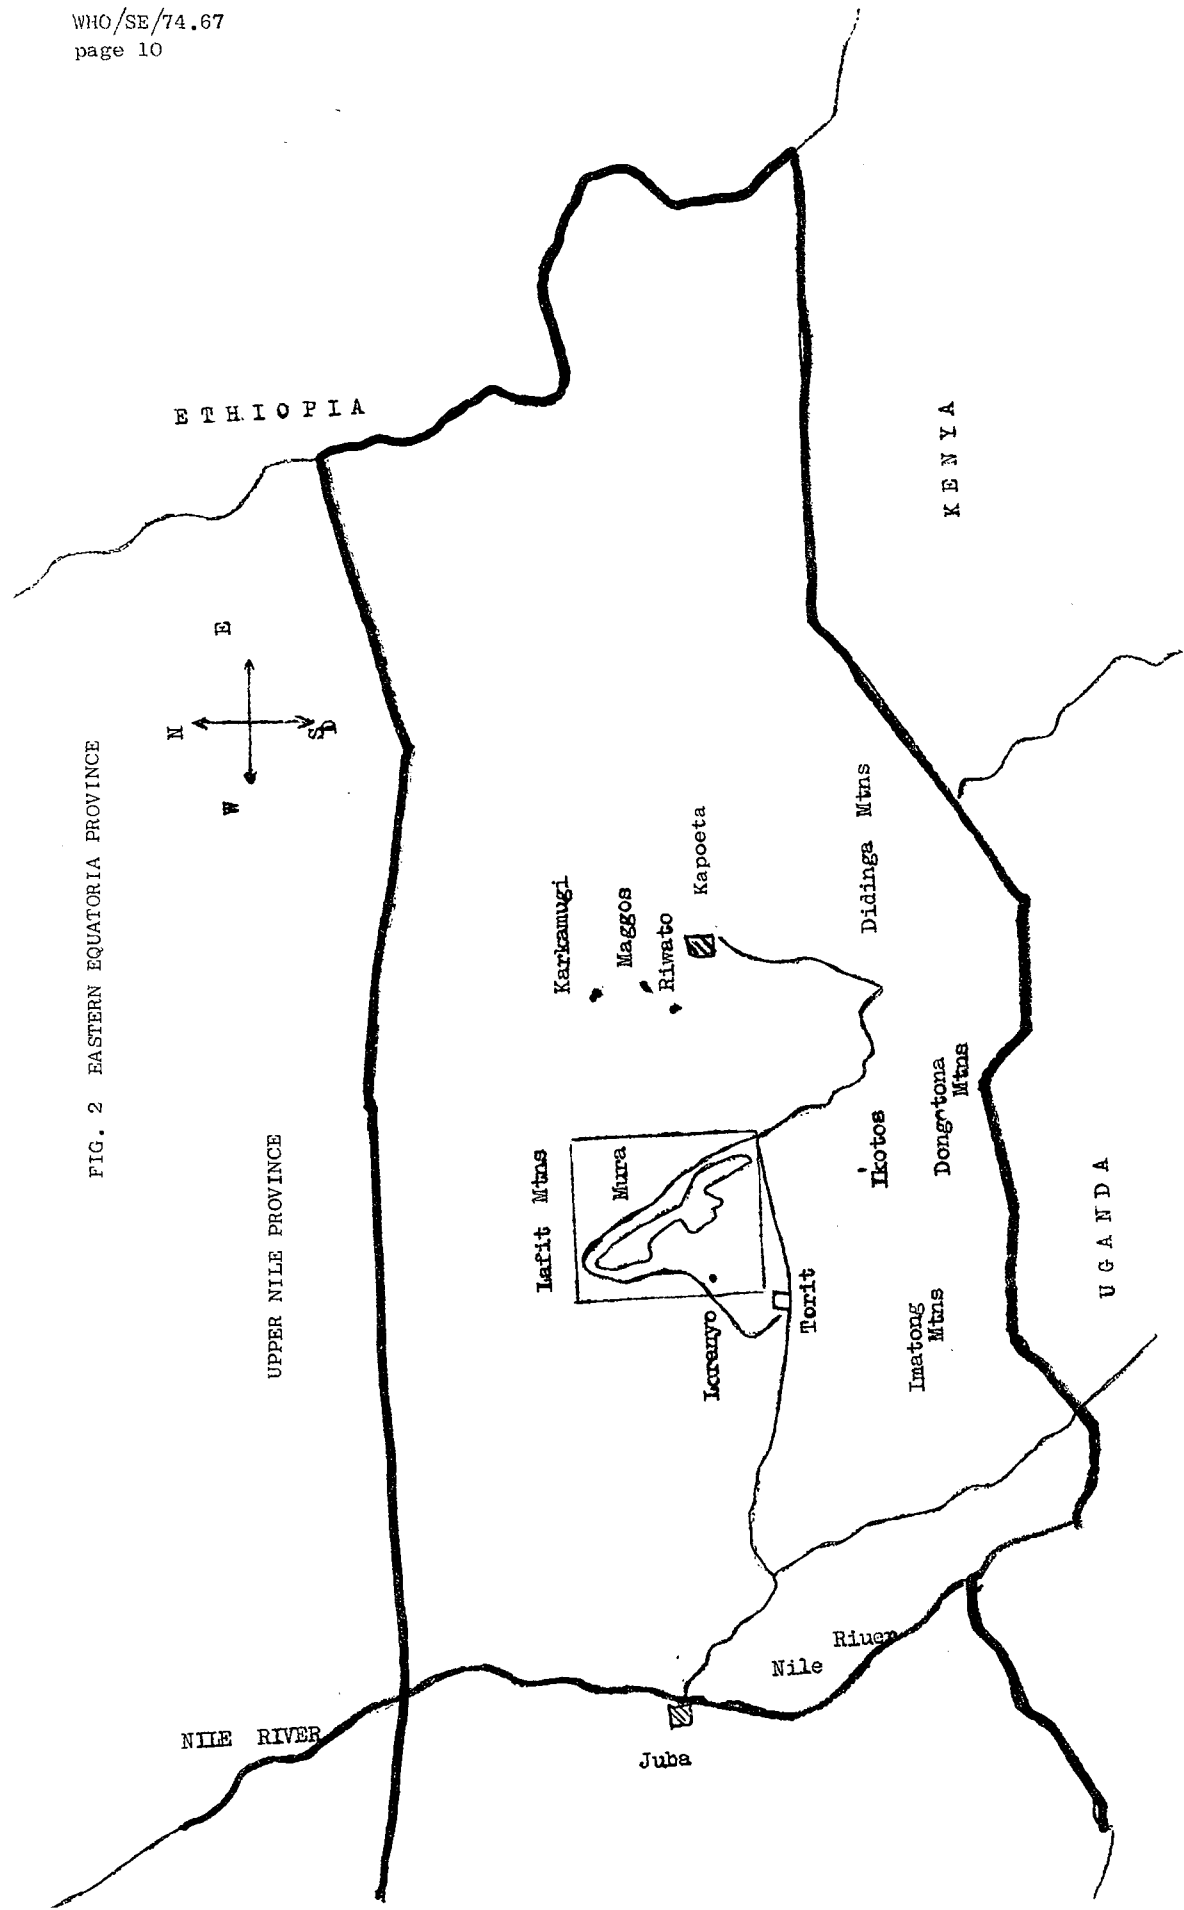 WHO/SE/74.67
page 10
FIG. 2 EASTERN EQUATORIA PROVINCE
ETHIOPIA
KENYA
N
E
W
UPPER NILE PROVINCE
Karkamugi
Maggos
Riwato
Kapoeta
Didinga Mtns
Lafit Mtns
Mura
Ikotos
Dongotona
Mtns
Loronyo
Torit
Imatong
Mtns
UGANDA
NILE RIVER
Nile River
Juba